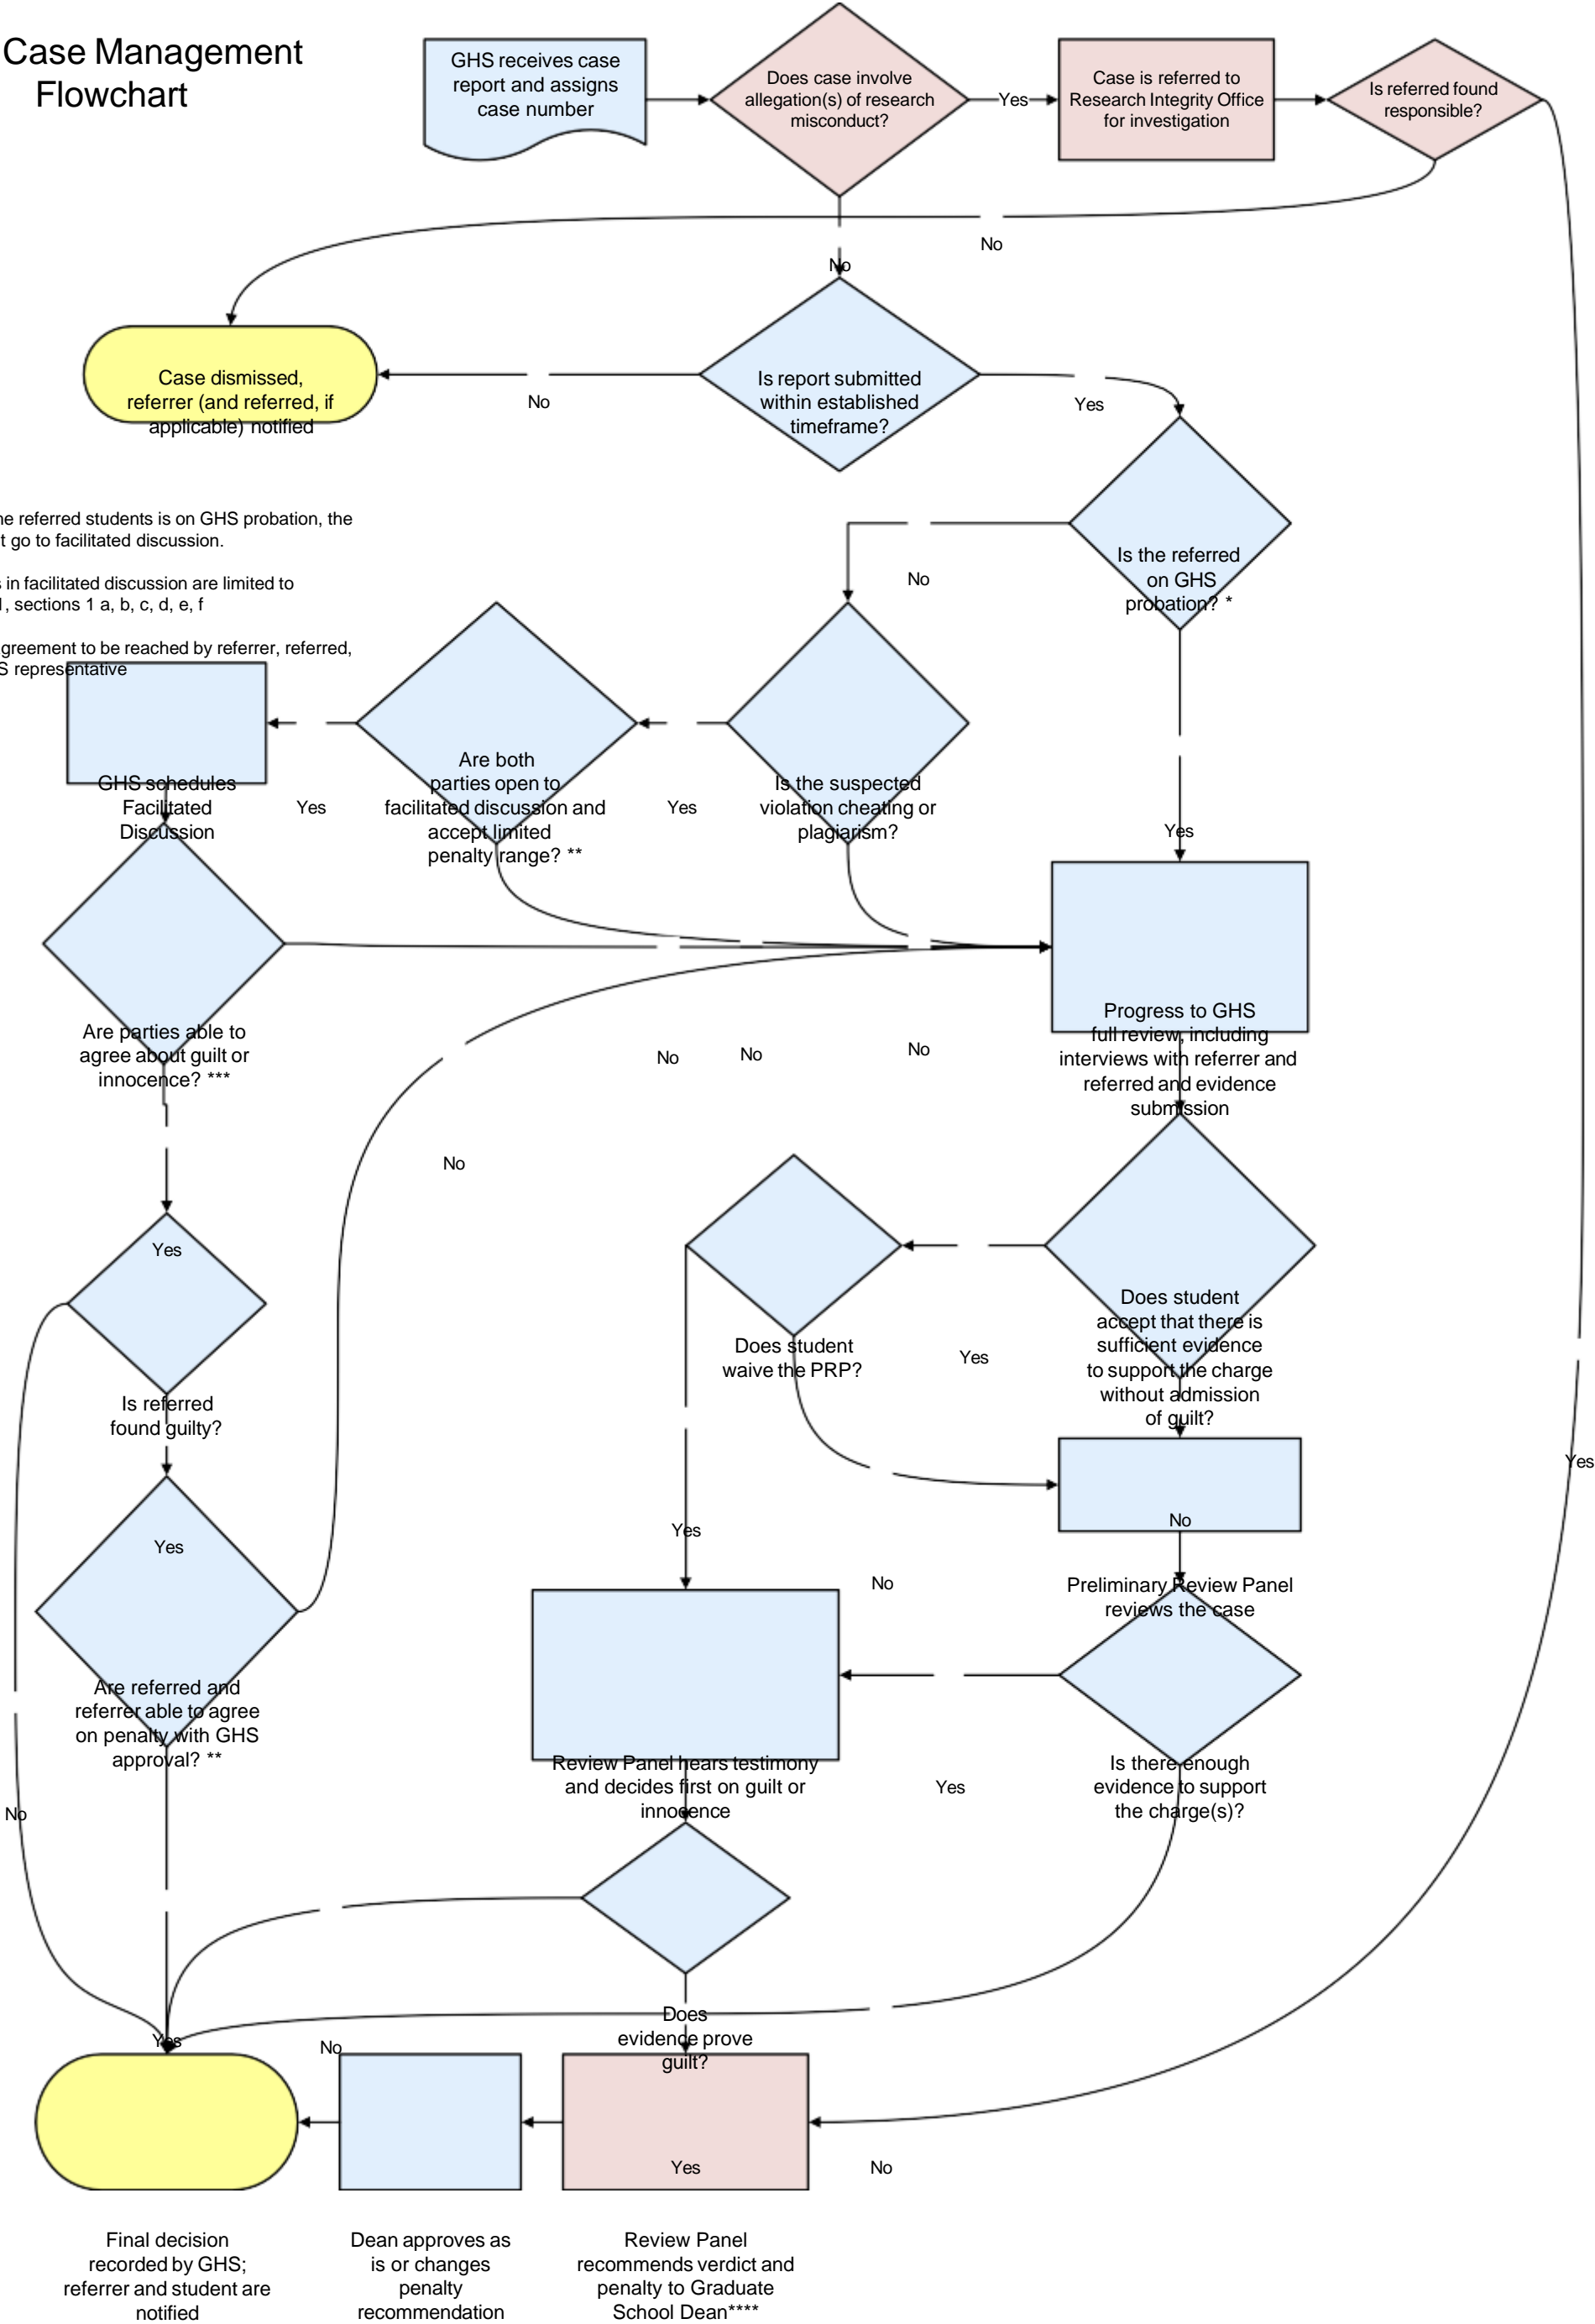 Case Management
Flowchart
GHS receives case
report and assigns
case number
Does case involve
allegation(s) of research
misconduct?
Yes
Case is referred to
Research Integrity Office
for investigation
Is referred found
responsible?
No
No
Case dismissed,
referrer (and referred, if
applicable) notified
No
Is report submitted
within established
timeframe?
Yes
ne referred students is on GHS probation, the
t go to facilitated discussion.
s in facilitated discussion are limited to
1, sections 1 a, b, c, d, e, f
greement to be reached by referrer, referred,
S representative
Is the referred
on GHS
probation? *
No
GHS schedules
Facilitated
Discussion
Yes
Are both
parties open to
facilitated discussion and
accept limited
penalty range? **
Yes
Is the suspected
violation cheating or
plagiarism?
Yes
Are parties able to
agree about guilt or
innocence? ***
No
No
No
Progress to GHS
full review, including
interviews with referrer and
referred and evidence
submission
No
Yes
Is referred
found guilty?
Does student
waive the PRP?
Yes
Does student
accept that there is
sufficient evidence
to support the charge
without admission
of guilt?
Yes
Yes
Yes
No
No
Preliminary Review Panel
reviews the case
Are referred and
referrer able to agree
on penalty with GHS
approval? **
No
Review Panel hears testimony
and decides first on guilt or
innocence
Yes
Is there enough
evidence to support
the charge(s)?
Yes
No
Does
evidence prove
guilt?
Yes
No
Final decision
recorded by GHS;
referrer and student are
notified
Dean approves as
is or changes
penalty
recommendation
Review Panel
recommends verdict and
penalty to Graduate
School Dean****